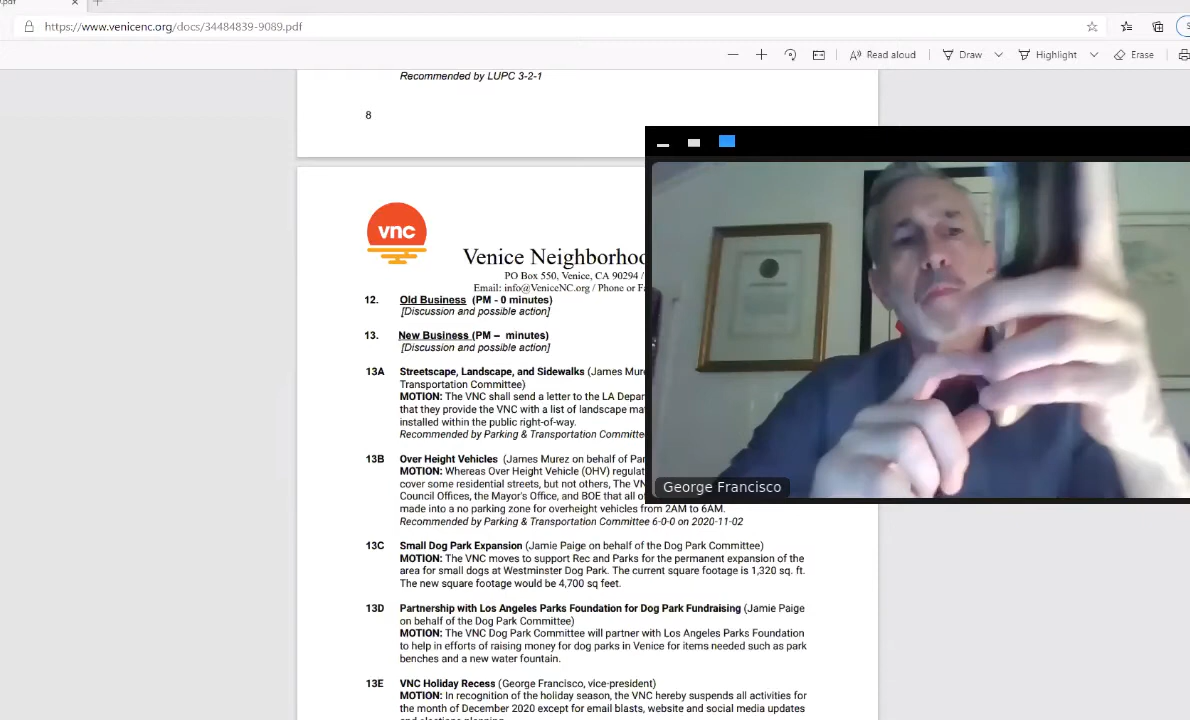 .pdf
https://www.venicenc.org/docs/34484839-9089.pdf
Read aloud
Draw
Highlight
Erase
Recommended by LUPC 3-2-1
8
vnc
Venice Neighborho
PO Box 550, Venice, CA 90294 /
Email: info@VeniceNC.org / Phone or Fa
12. Old Business (PM - 0 minutes)
[Discussion and possible action]
13. New Business (PM – minutes)
[Discussion and possible action]
13A Streetscape, Landscape, and Sidewalks (James Mure
Transportation Committee)
MOTION: The VNC shall send a letter to the LA Depar
that they provide the VNC with a list of landscape mat
installed within the public right-of-way.
Recommended by Parking & Transportation Committee
13B Over Height Vehicles (James Murez on behalf of Par
MOTION: Whereas Over Height Vehicle (OHV) regulat
cover some residential streets, but not others, The VN
Council Offices, the Mayor's Office, and BOE that all of
made into a no parking zone for overheight vehicles from 2AM to 6AM.
Recommended by Parking & Transportation Committee 6-0-0 on 2020-11-02
13C Small Dog Park Expansion (Jamie Paige on behalf of the Dog Park Committee)
MOTION: The VNC moves to support Rec and Parks for the permanent expansion of the
area for small dogs at Westminster Dog Park. The current square footage is 1,320 sq. ft.
The new square footage would be 4,700 sq feet.
13D Partnership with Los Angeles Parks Foundation for Dog Park Fundraising (Jamie Paige
on behalf of the Dog Park Committee)
MOTION: The VNC Dog Park Committee will partner with Los Angeles Parks Foundation
to help in efforts of raising money for dog parks in Venice for items needed such as park
benches and a new water fountain.
13E VNC Holiday Recess (George Francisco, vice-president)
MOTION: In recognition of the holiday season, the VNC hereby suspends all activities for
the month of December 2020 except for email blasts, website and social media updates
and elections planning.
George Francisco